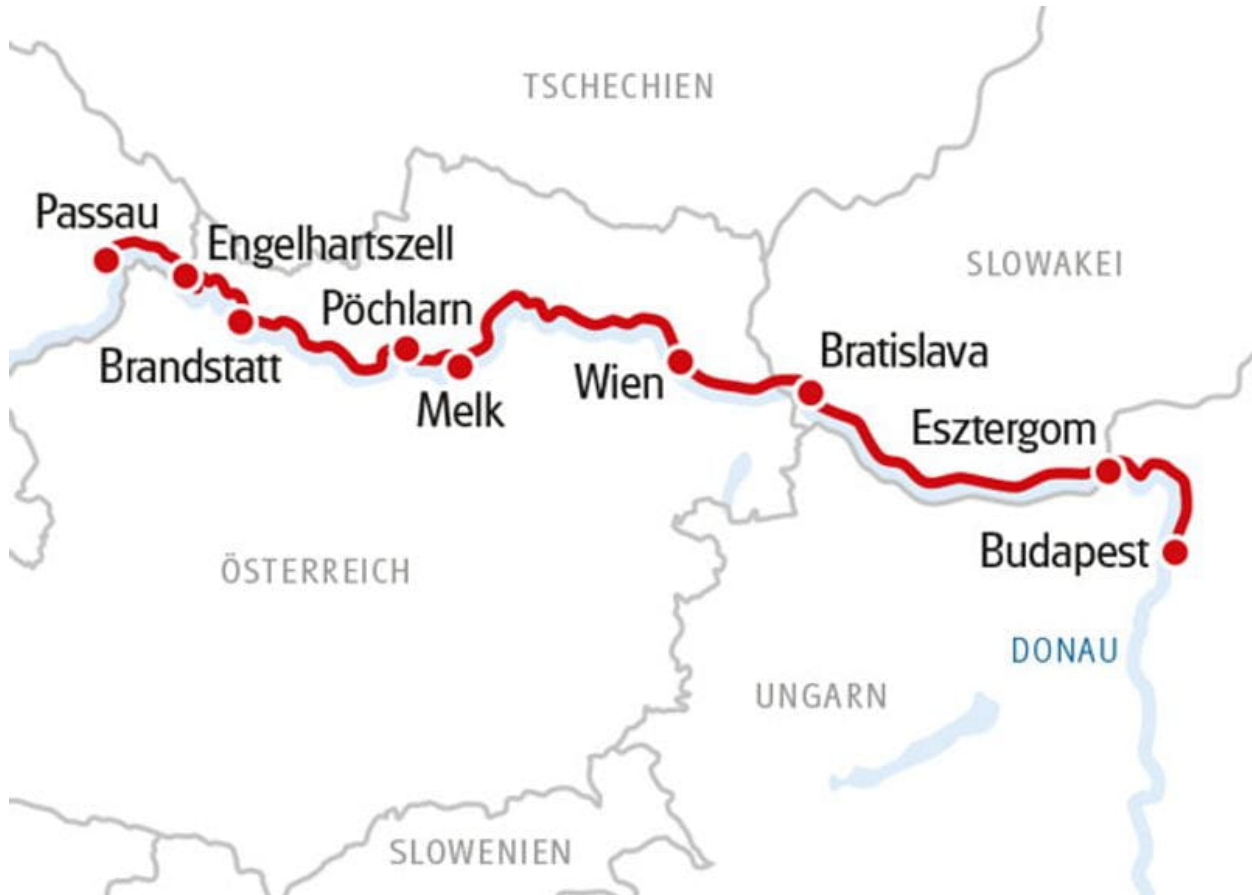 TSCHECHIEN
Passau
Engelhartszell
SLOWAKEI
Pöchlarn
Brandstatt
Wien
Bratislava
Melk
Esztergom
Budapest
ÖSTERREICH
DONAU
UNGARN
SLOWENIEN